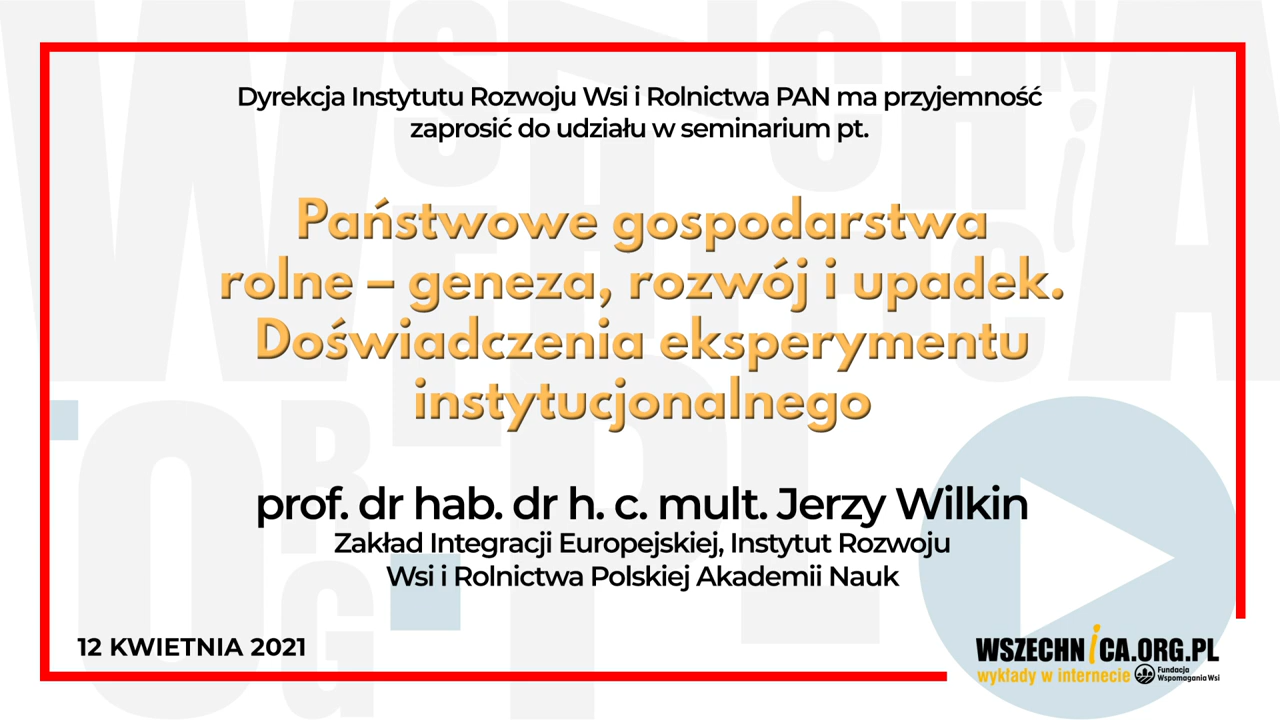 Dyrekcja Instytutu Rozwoju Wsi i Rolnictwa PAN ma przyjemność
zaprosić do udziału w seminarium pt.
Państwowe gospodarstwa
rolne – geneza, rozwój i upadek.
Doświadczenia eksperymentu
instytucjonalnego
prof. dr hab. dr h. c. mult. Jerzy Wilkin
Zakład Integracji Europejskiej, Instytut Rozwoju
Wsi i Rolnictwa Polskiej Akademii Nauk
12 KWIETNIA 2021
WSZECHNiCA.ORG.PL
wykłady w internecie
Fundacja
Wspomagania Wsi